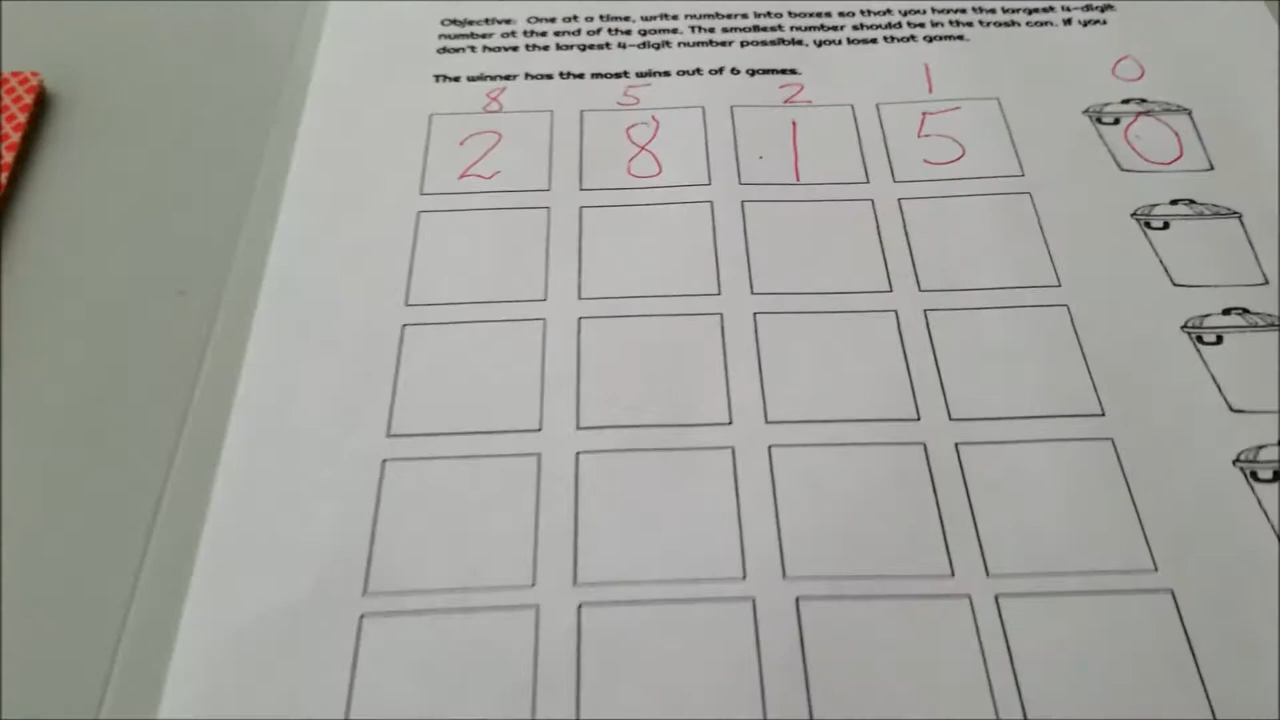 Objective: One at a time, write numbers into boxes so that you have the largest 4-digit
number at the end of the game. The smallest number should be in the trash can. If you
don't have the largest 4-digit number possible, you lose that game.
The winner has the most wins out of 6 games.
8 5 2 1 0
2 8 1 5 0